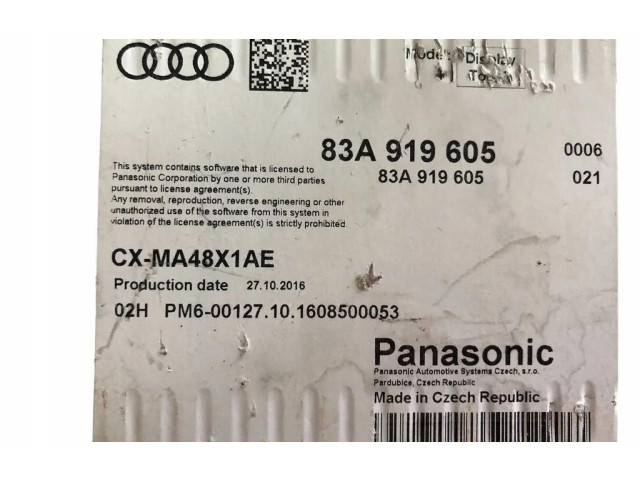 Model: Display
83A 919 605 0006
83A 919 605 021
This system contains software that is licensed to
Panasonic Corporation by one or more third parties
pursuant to license agreement(s).
Any removal, reproduction, reverse engineering or other
unauthorized use of the software from this system in
violation of the license agreement(s) is strictly prohibited.
CX-MA48X1AE
Production date 27.10.2016
02H PM6-00127.10.1608500053
Panasonic
Panasonic Automotive Systems Czech, s.r.o.
Pardubice, Czech Republic
Made in Czech Republic